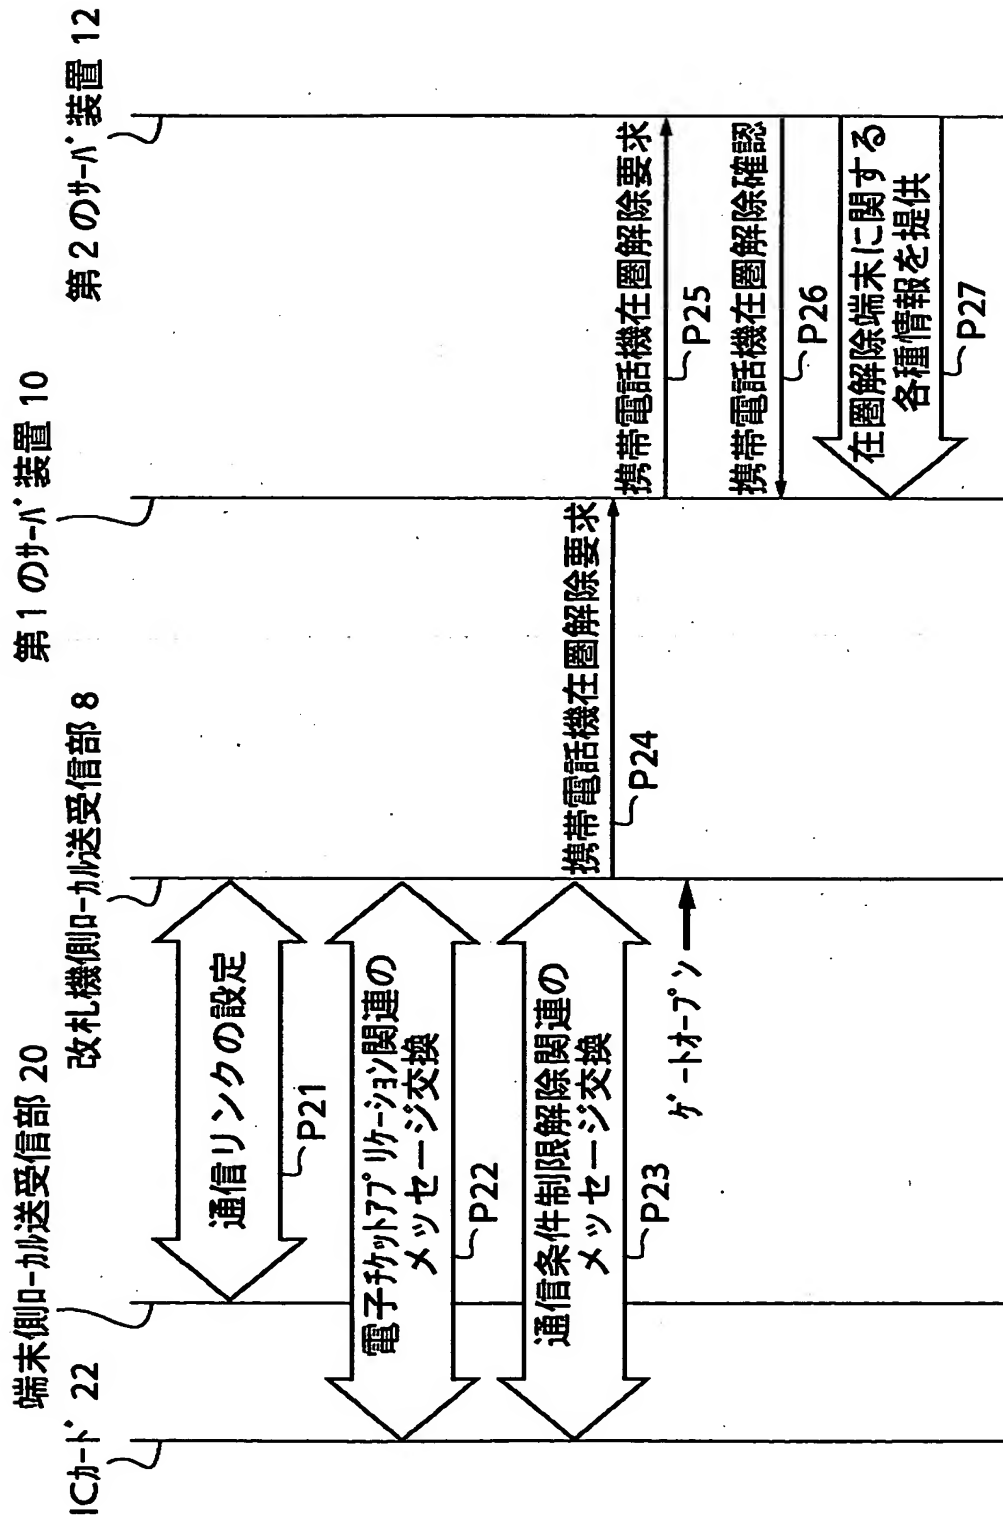 ICカード 22
端末側ローカル送受信部 20
改札機側ローカル送受信部 8
第1のサーバ装置 10
第2のサーバ装置 12
通信リンクの設定
P21
電子チケットアプリケーション関連の
メッセージ交換
P22
通信条件制限解除関連の
メッセージ交換
P23
携帯電話機在圏解除要求
P24
ゲートオープン
携帯電話機在圏解除要求
P25
携帯電話機在圏解除確認
P26
在圏解除端末に関する
各種情報を提供
P27